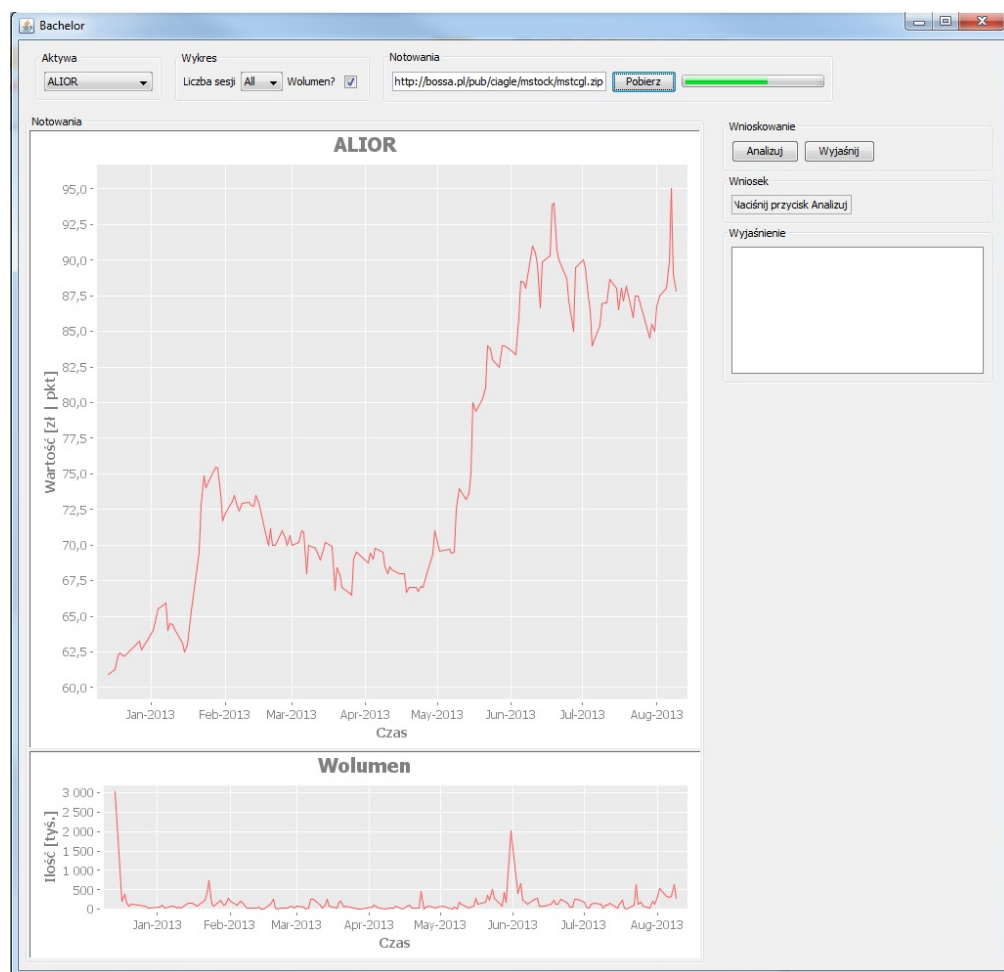 Bachelor
Aktywa
ALIOR
Wykres
Liczba sesji All Wolumen?
Notowania
http://bossa.pl/pub/ciagle/mstock/mstcgl.zip Pobierz
Notowania
ALIOR
95,0
92,5
90,0
87,5
85,0
82,5
80,0
77,5
75,0
72,5
70,0
67,5
65,0
62,5
60,0
Wartość [zł | pkt]
Jan-2013 Feb-2013 Mar-2013 Apr-2013 May-2013 Jun-2013 Jul-2013 Aug-2013
Czas
Wolumen
3 000
2 500
2 000
1 500
1 000
500
0
Ilość [tyś.]
Jan-2013 Feb-2013 Mar-2013 Apr-2013 May-2013 Jun-2013 Jul-2013 Aug-2013
Czas
Wnioskowanie
Analizuj Wyjaśnij
Wniosek
Naciśnij przycisk Analizuj
Wyjaśnienie